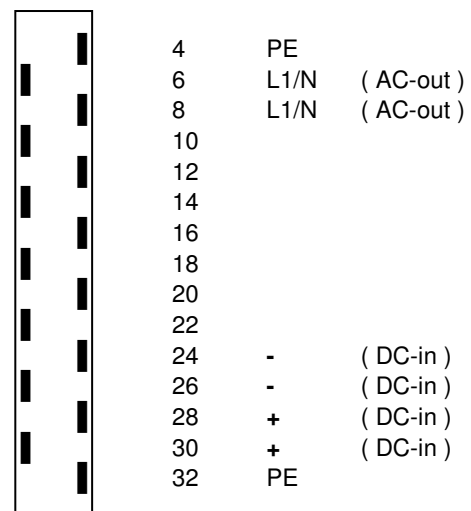 4 PE
6 L1/N ( AC-out )
8 L1/N ( AC-out )
10
12
14
16
18
20
22
24 - ( DC-in )
26 - ( DC-in )
28 + ( DC-in )
30 + ( DC-in )
32 PE